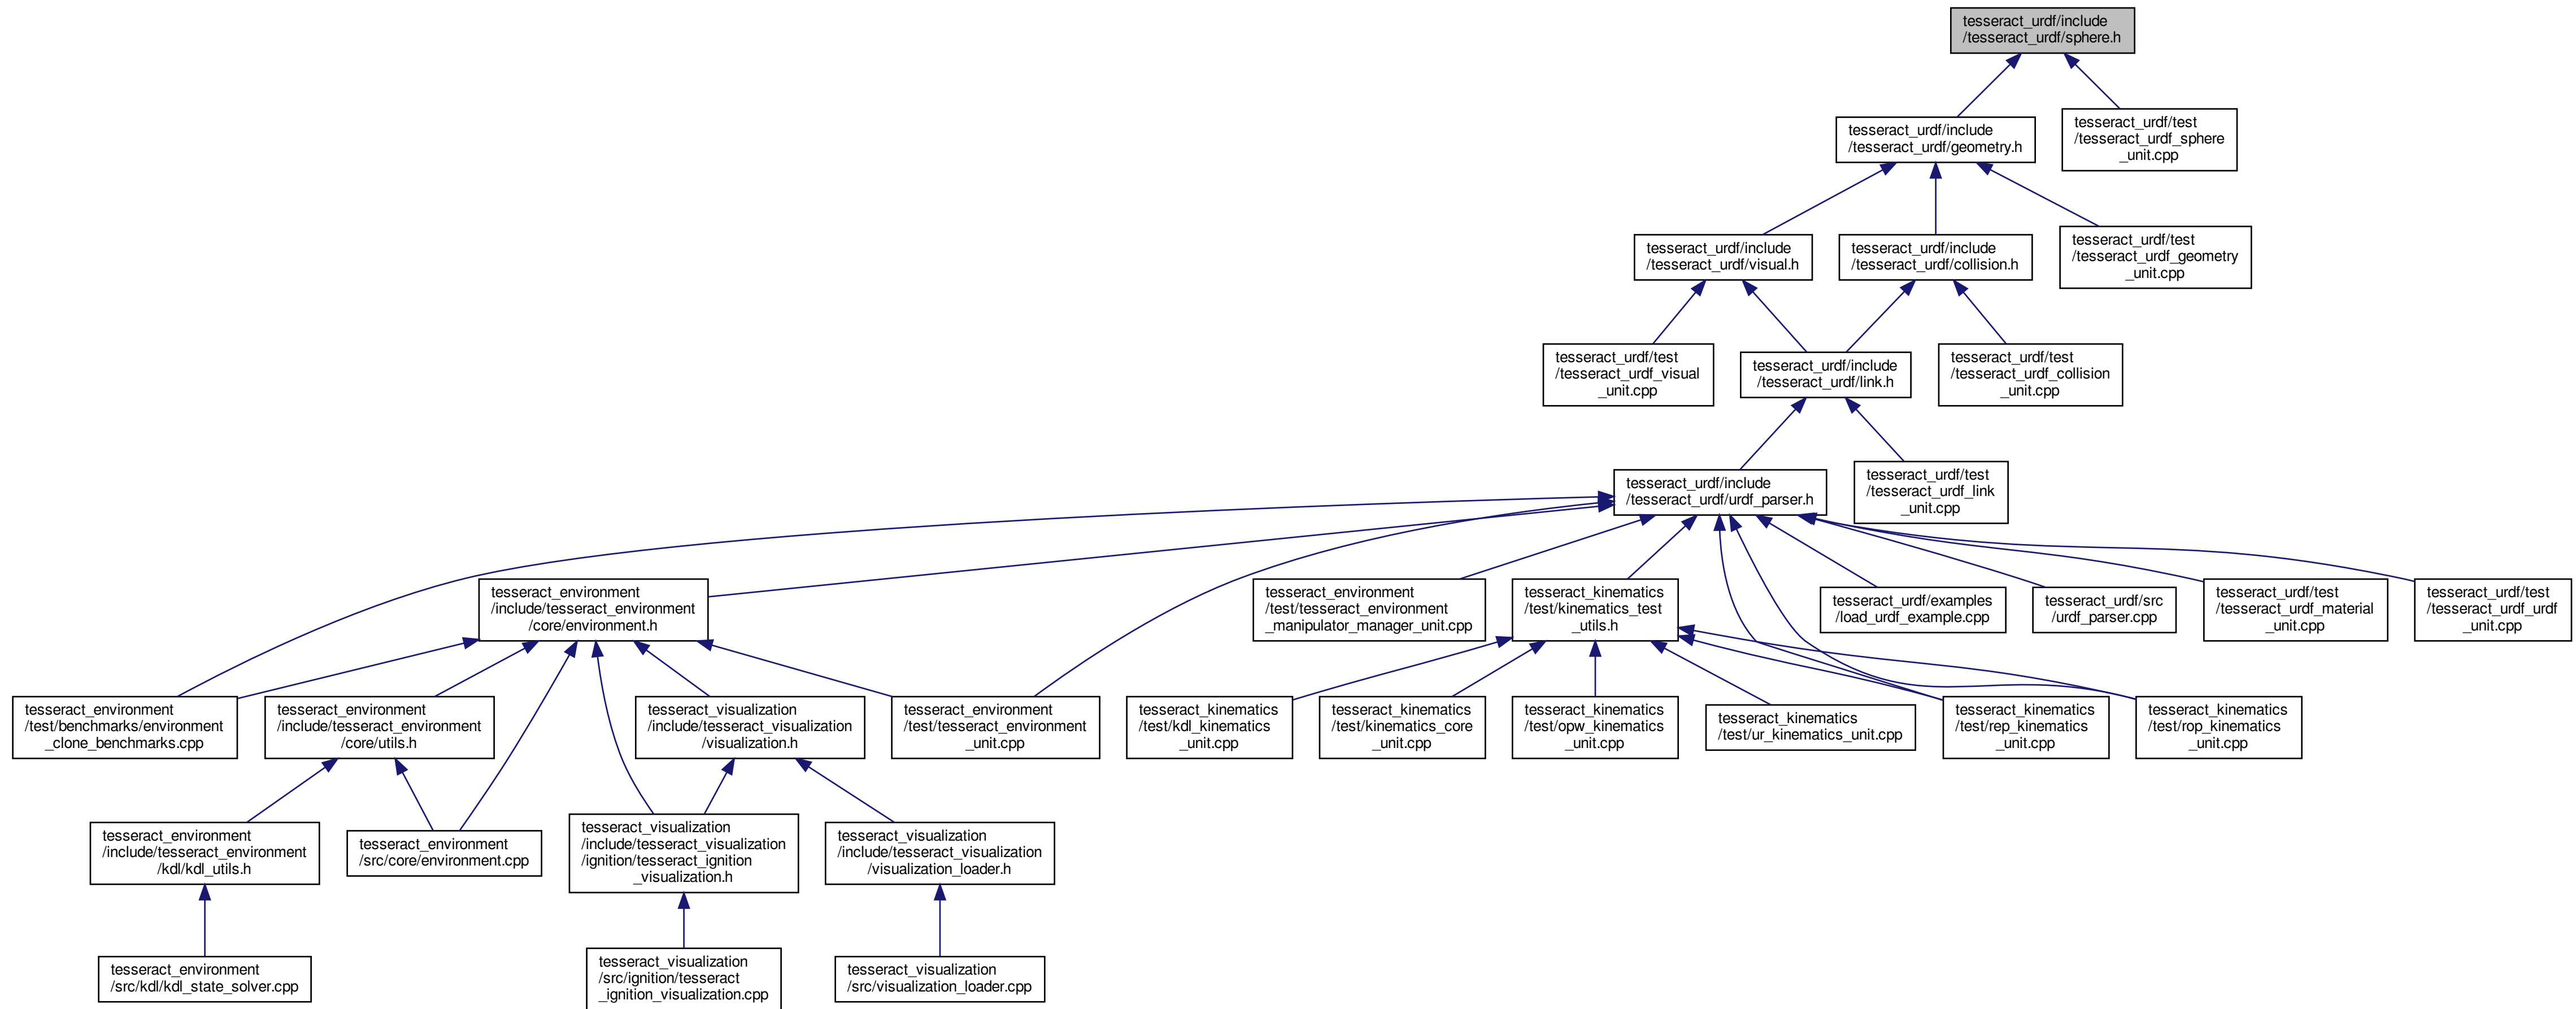 tesseract_urdf/include
/tesseract_urdf/sphere.h
tesseract_urdf/include
/tesseract_urdf/geometry.h
tesseract_urdf/test
/tesseract_urdf_sphere
_unit.cpp
tesseract_urdf/include
/tesseract_urdf/visual.h
tesseract_urdf/include
/tesseract_urdf/collision.h
tesseract_urdf/test
/tesseract_urdf_geometry
_unit.cpp
tesseract_urdf/test
/tesseract_urdf_visual
_unit.cpp
tesseract_urdf/include
/tesseract_urdf/link.h
tesseract_urdf/test
/tesseract_urdf_collision
_unit.cpp
tesseract_urdf/include
/tesseract_urdf/urdf_parser.h
tesseract_urdf/test
/tesseract_urdf_link
_unit.cpp
tesseract_environment
/include/tesseract_environment
/core/environment.h
tesseract_environment
/test/tesseract_environment
_manipulator_manager_unit.cpp
tesseract_kinematics
/test/kinematics_test
_utils.h
tesseract_urdf/examples
/load_urdf_example.cpp
tesseract_urdf/src
/urdf_parser.cpp
tesseract_urdf/test
/tesseract_urdf_material
_unit.cpp
tesseract_urdf/test
/tesseract_urdf_urdf
_unit.cpp
tesseract_environment
/test/benchmarks/environment
_clone_benchmarks.cpp
tesseract_environment
/include/tesseract_environment
/core/utils.h
tesseract_visualization
/include/tesseract_visualization
/visualization.h
tesseract_environment
/test/tesseract_environment
_unit.cpp
tesseract_kinematics
/test/kdl_kinematics
_unit.cpp
tesseract_kinematics
/test/kinematics_core
_unit.cpp
tesseract_kinematics
/test/opw_kinematics
_unit.cpp
tesseract_kinematics
/test/ur_kinematics_unit.cpp
tesseract_kinematics
/test/rep_kinematics
_unit.cpp
tesseract_kinematics
/test/rop_kinematics
_unit.cpp
tesseract_environment
/include/tesseract_environment
/kdl/kdl_utils.h
tesseract_environment
/src/core/environment.cpp
tesseract_visualization
/include/tesseract_visualization
/ignition/tesseract_ignition
_visualization.h
tesseract_visualization
/include/tesseract_visualization
/visualization_loader.h
tesseract_environment
/src/kdl/kdl_state_solver.cpp
tesseract_visualization
/src/ignition/tesseract
_ignition_visualization.cpp
tesseract_visualization
/src/visualization_loader.cpp